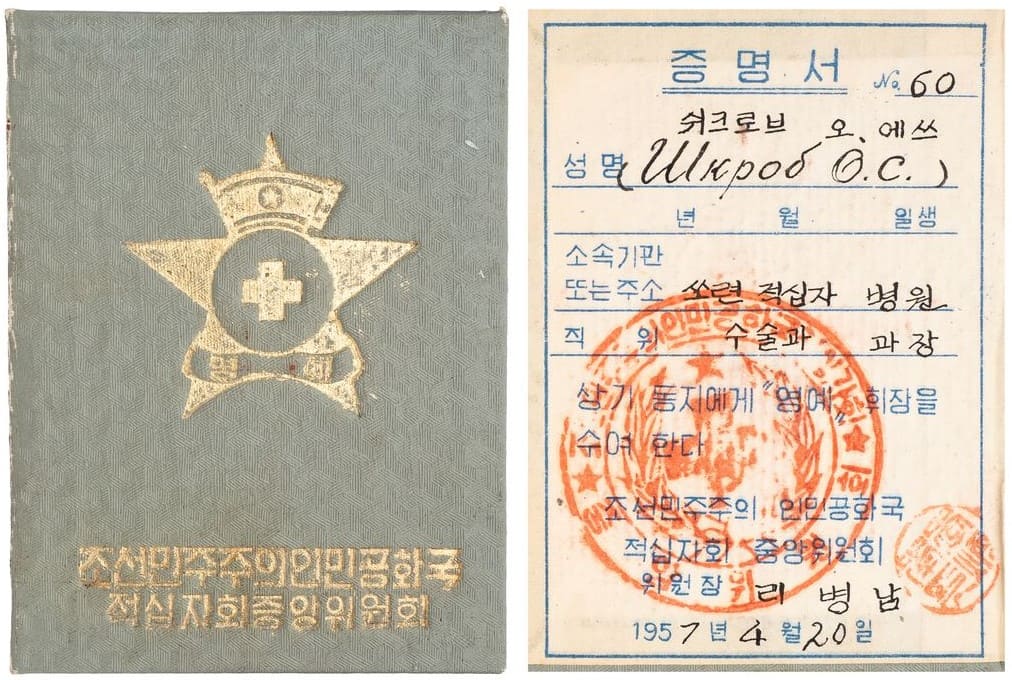 영예
조선민주주의인민공화국
적십자회중앙위원회
증명서
No. 60
쉬크로브 오. 에쓰
성명 (Шкроб О.С.)
년 월 일생
소속기관
또는주소 쏘련 적십자 병원
직 위 수술과 과장
상기 동지에게 "영예" 휘장을
수여 한다
조선민주주의 인민공화국
적십자회 중앙위원회
위원장 리 병 남
1957년 4월 20일